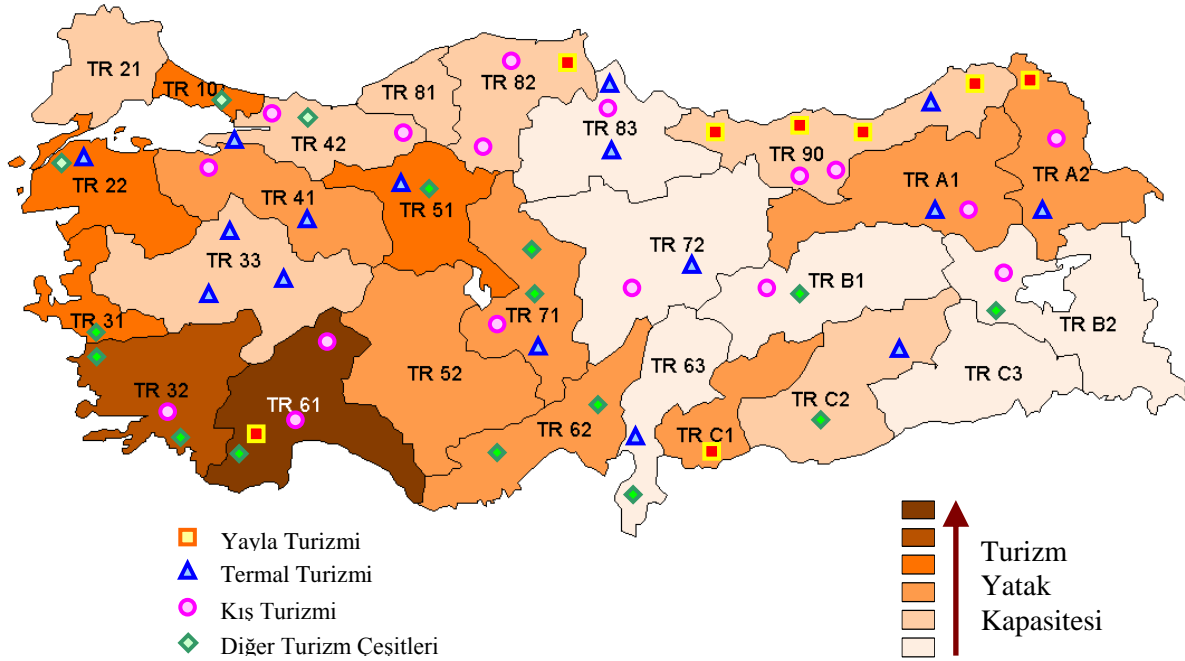 TR 21
TR 10
TR 81
TR 82
TR 42
TR 83
TR 90
TR 22
TR 41
TR 51
TR A1
TR A2
TR 33
TR 72
TR 31
TR 71
TR B1
TR B2
TR 32
TR 61
TR 52
TR 62
TR 63
TR C1
TR C2
TR C3
Yayla Turizmi
Termal Turizmi
Kış Turizmi
Diğer Turizm Çeşitleri
Turizm
Yatak
Kapasitesi